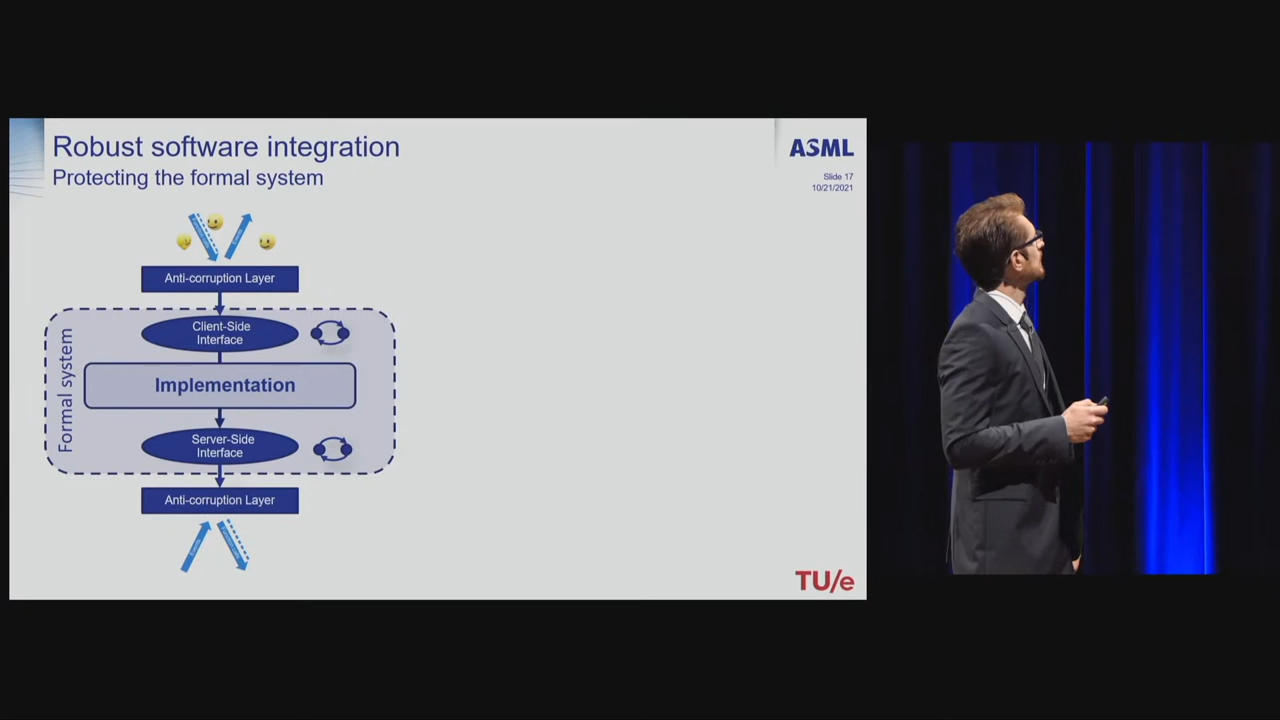 Robust software integration
Protecting the formal system
ASML
Slide 17
10/21/2021
Anti-corruption Layer
Client-Side
Interface
Formal system
Implementation
Server-Side
Interface
Anti-corruption Layer
TU/e